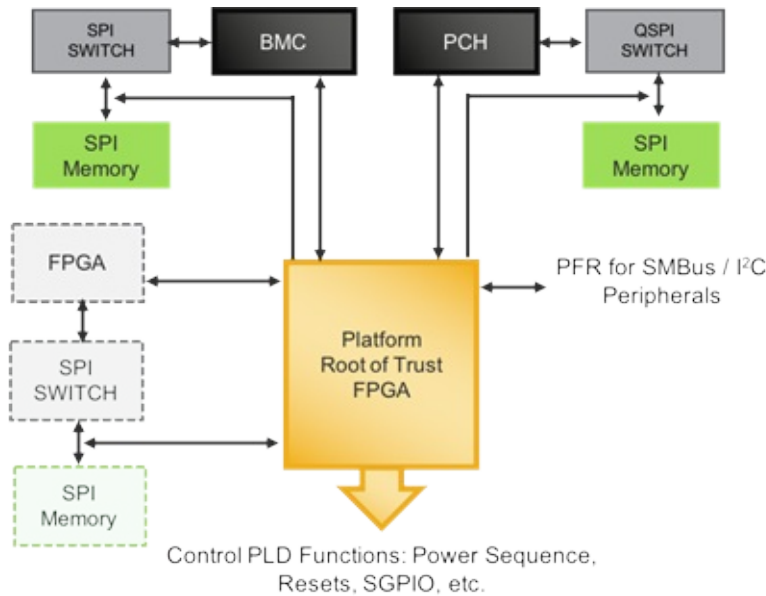 SPI
SWITCH
BMC
PCH
QSPI
SWITCH
SPI
Memory
SPI
Memory
FPGA
PFR for SMBus / I²C
Peripherals
Platform
Root of Trust
FPGA
SPI
SWITCH
SPI
Memory
Control PLD Functions: Power Sequence,
Resets, SGPIO, etc.